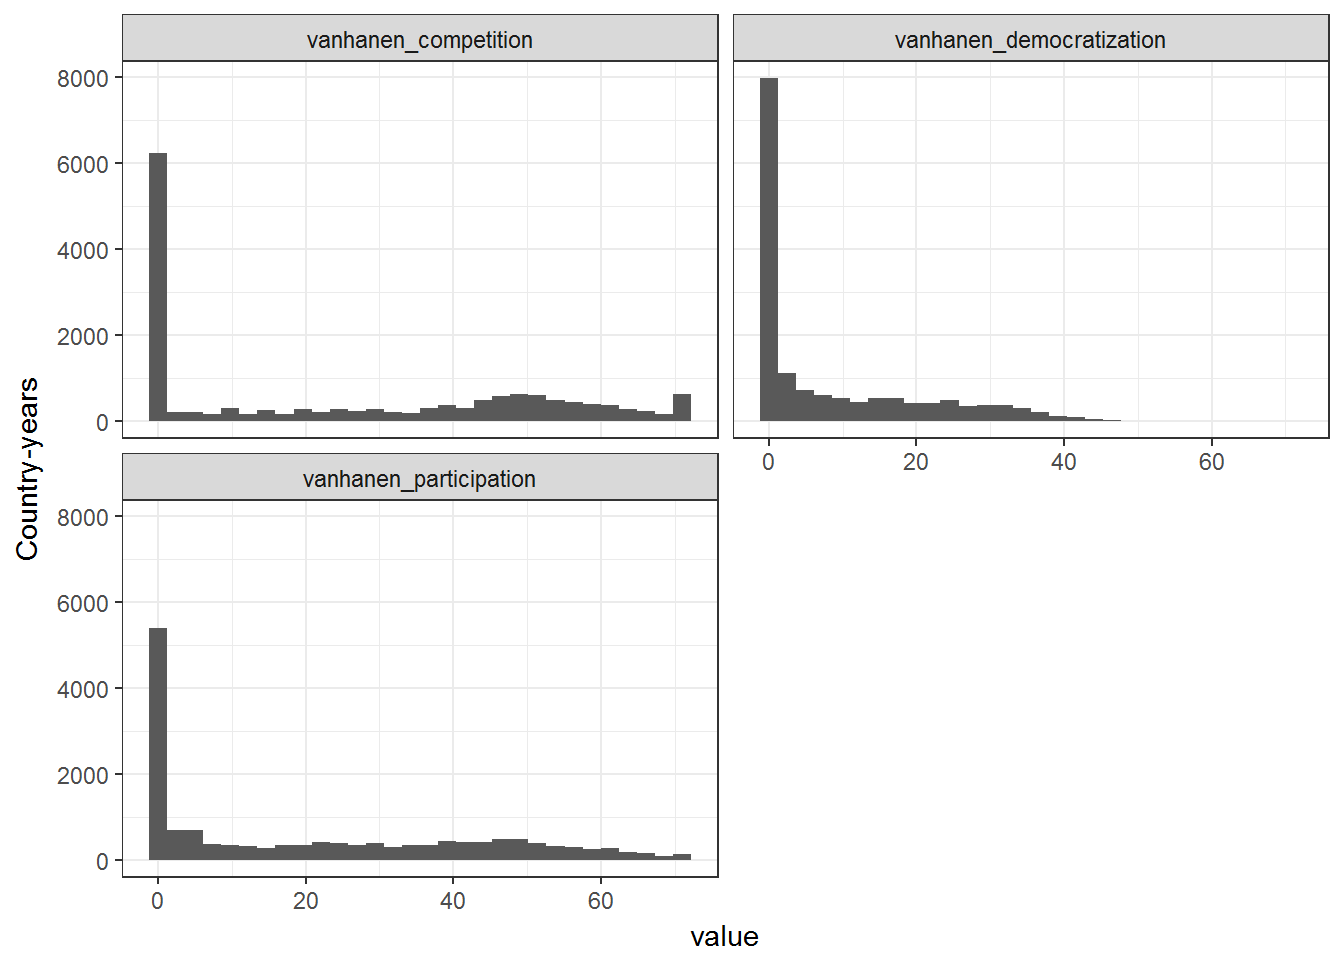 vanhanen_competition
vanhanen_democratization
8000
6000
4000
2000
0
0 20 40 60
vanhanen_participation
8000
6000
4000
2000
0
0 20 40 60
Country-years
value